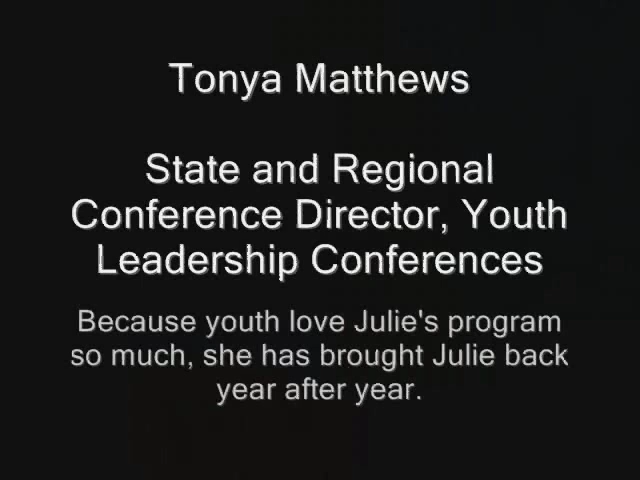 Tonya Matthews
State and Regional
Conference Director, Youth
Leadership Conferences
Because youth love Julie's program
so much, she has brought Julie back
year after year.